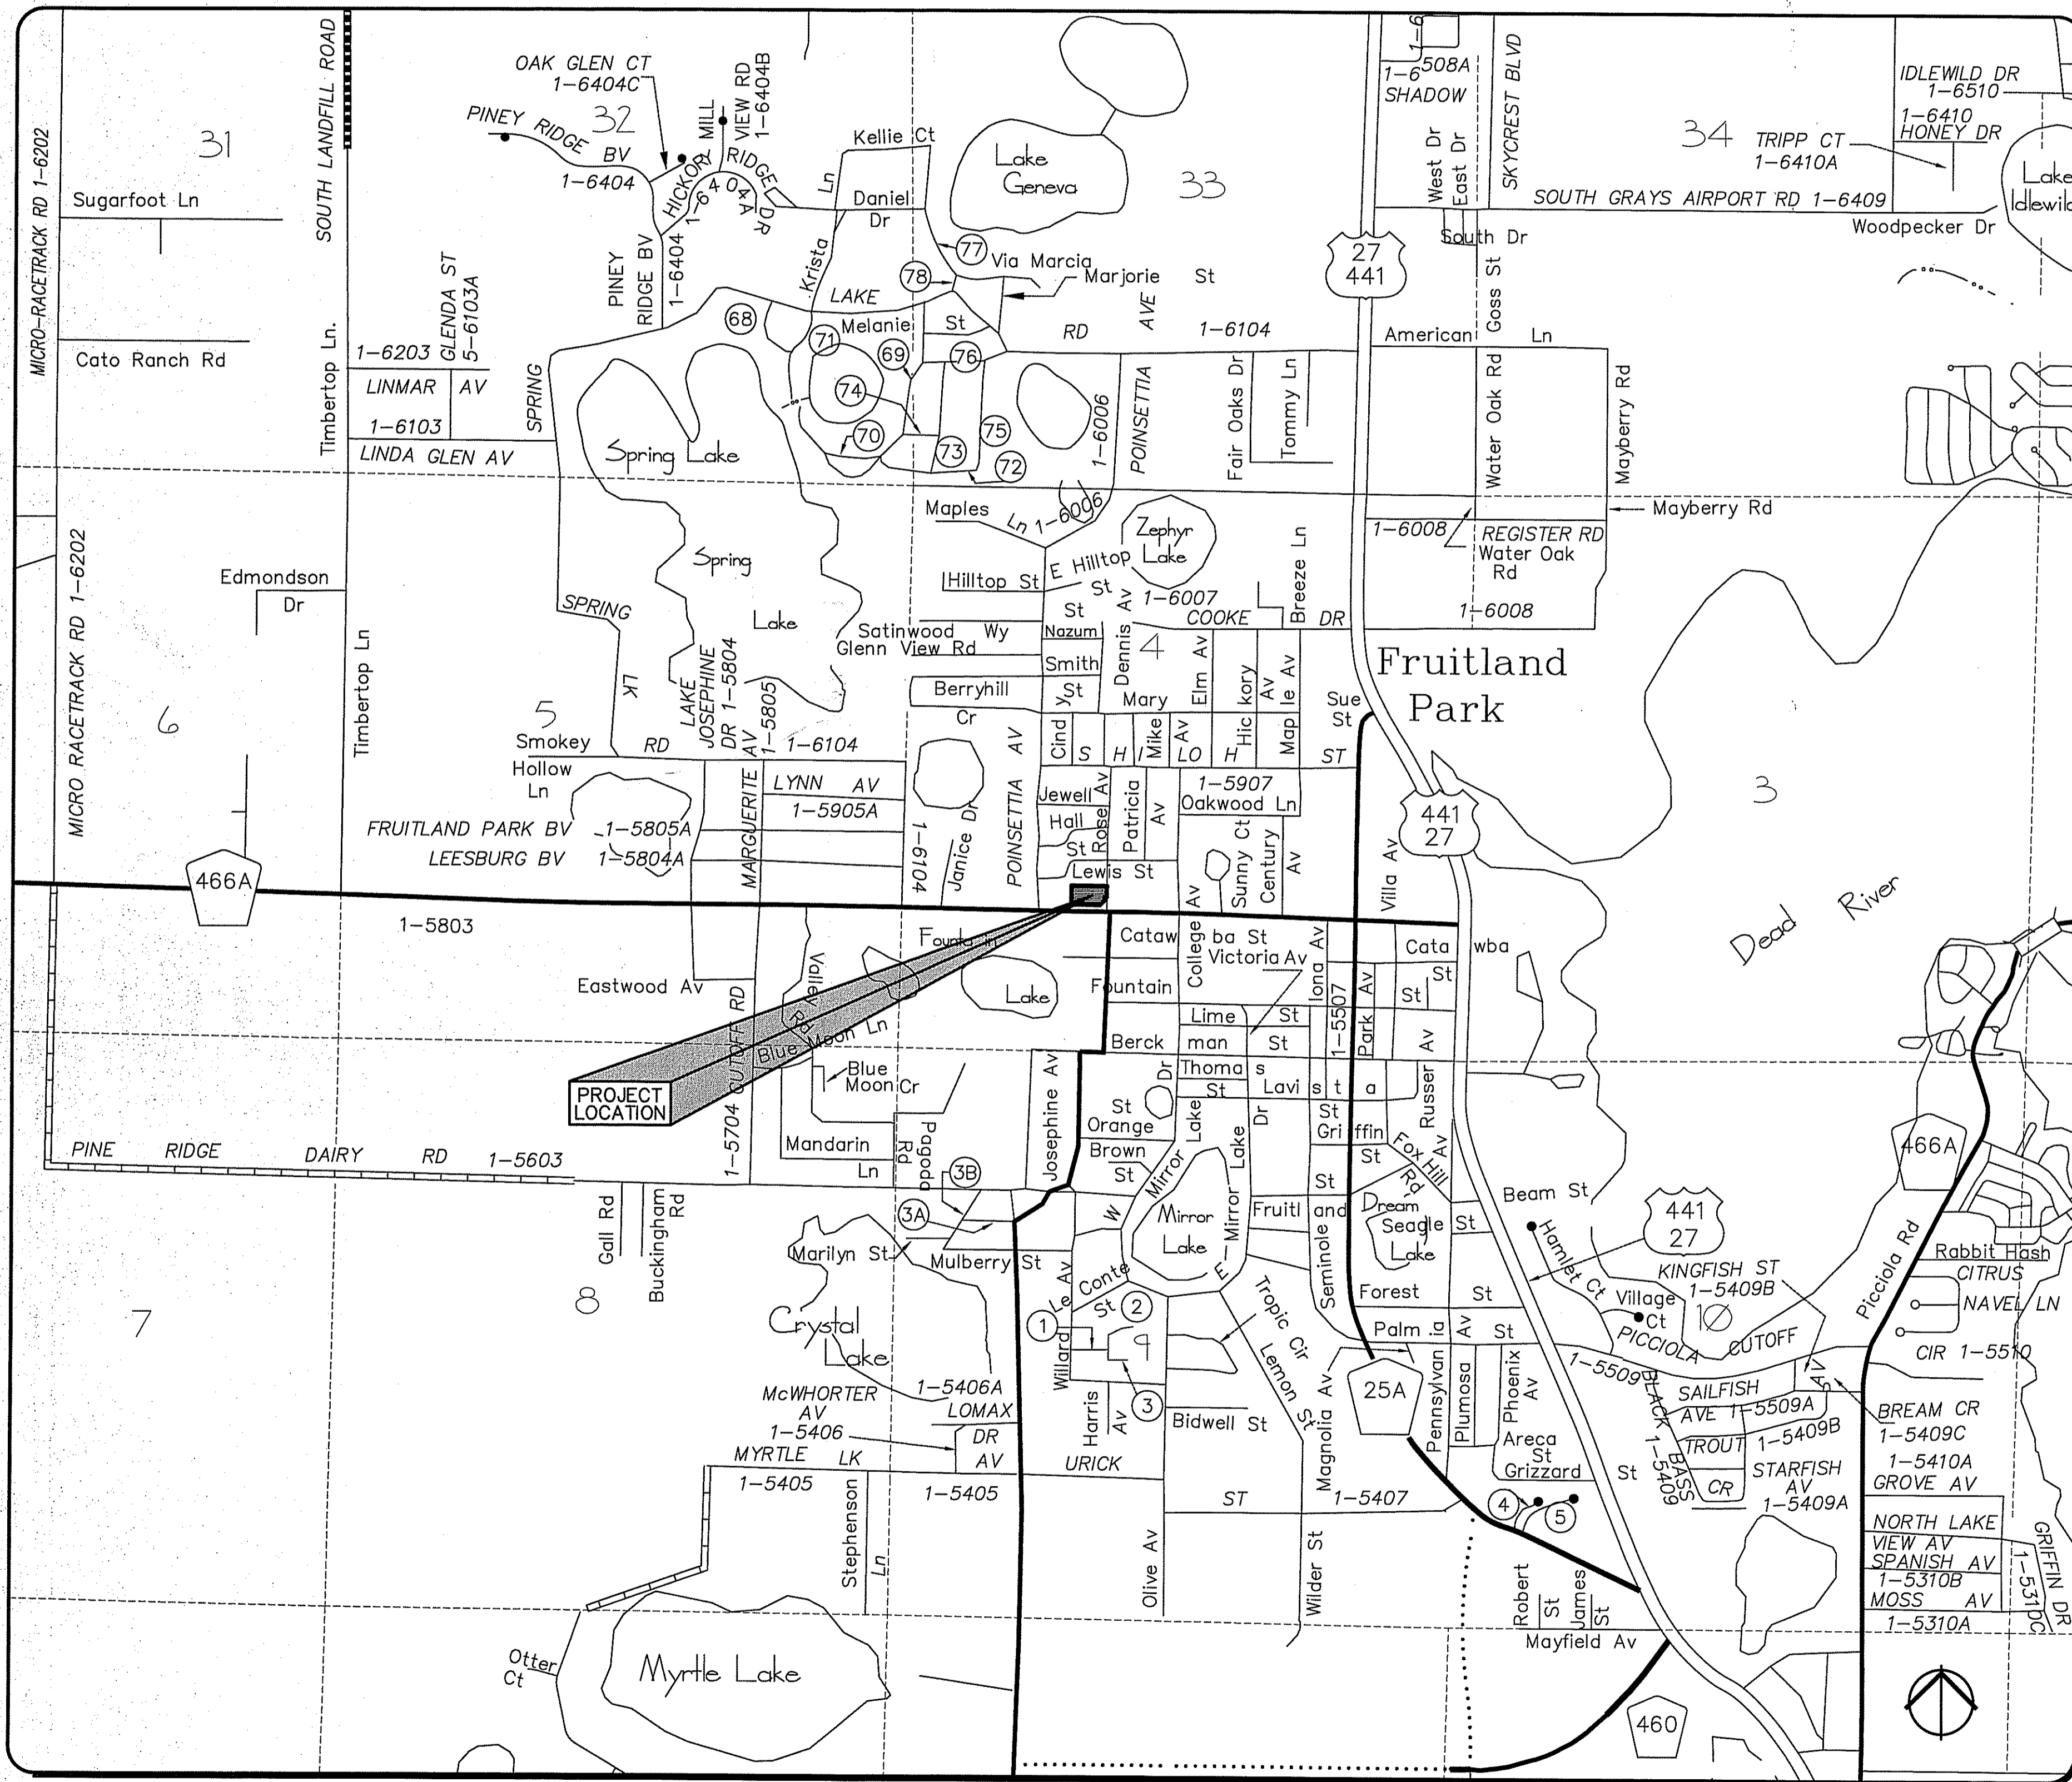 MICRO-RACETRACK RD 1-6202
31
Sugarfoot Ln
Cato Ranch Rd
SOUTH LANDFILL ROAD
Timbertop Ln.
OAK GLEN CT
1-6404C
32
PINEY RIDGE BV
1-6404
HICKORY RIDGE DR
1-6404A
MILL VIEW RD
1-6404B
PINEY
RIDGE BV
1-6404
Kellie Ct
Krista Ln
Daniel
Dr
Lake
Geneva
33
77
78
Via Marcia
Marjorie St
LAKE
RD
1-6104
68
Melanie St
71
69
76
74
70
73
75
72
1-6203
GLENDA ST
5-6103A
LINMAR AV
1-6103
LINDA GLEN AV
SPRING
Spring Lake
POINSETTIA AVE
1-6006
Fair Oaks Dr
Tommy Ln
27
441
1-6508A
SHADOW
West Dr
East Dr
SKYCREST BLVD
South Dr
Goss St
American Ln
Water Oak Rd
Mayberry Rd
34
TRIPP CT
1-6410A
IDLEWILD DR
1-6510
1-6410
HONEY DR
SOUTH GRAYS AIRPORT RD 1-6409
Woodpecker Dr
Lake
Idlewild
Mayberry Rd
1-6008
REGISTER RD
Water Oak
Rd
1-6008
MICRO RACETRACK RD 1-6202
Edmondson
Dr
6
Timbertop Ln
5
SPRING
LK
RD
1-6104
Spring
Lake
LAKE
JOSEPHINE
DR 1-5804
MARGUERITE AV
1-5805
Smokey
Hollow
Ln
Maples Ln
1-6006
Zephyr
Lake
Hilltop St
E Hilltop
St
1-6007
COOKE DR
Breeze Ln
Satinwood Wy
Glenn View Rd
Nazum
St
Smith
St
Dennis Av
4
Berryhill
Cr
Mary
Sue
St
Elm Av
Hickory
Av
Maple Av
Cindy
Mike
Av
SHILOH ST
Fruitland
Park
3
441
27
LYNN AV
1-5905A
FRUITLAND PARK BV
1-5805A
LEESBURG BV
1-5804A
1-6104
Janice Dr
POINSETTIA AV
Jewell
Hall
St
Rose Av
Patricia
Av
Lewis St
1-5907
Oakwood Ln
Sunny Ct
Century
Av
Villa Av
466A
1-5803
Fountain
Lake
Eastwood Av
Valley
Rd
Blue Moon Ln
Blue
Moon Cr
1-5704 CUTOFF RD
PROJECT
LOCATION
Catawba St
Victoria Av
College Av
Iona Av
Catawba
St
Fountain
Lime St
1-5507
Park Av
St
Berckman St
Thomas
St
Lavista
St
Russer
Av
Dead River
PINE RIDGE DAIRY RD 1-5603
Mandarin
Ln
Pagoda
Rd
Josephine Av
St
Orange
Brown
St
W Mirror Lake Dr
Mirror
Lake
E Mirror Lake Dr
Griffin
St
Fox Hill
Rd
Av
Fruitland
St
Dream
Seagle St
Lake
Seminole
Beam St
Hamlet Ct
441
27
466A
Picciola Rd
3B
3A
Gall Rd
Buckingham
Rd
Marilyn St
Mulberry St
7
8
Crystal
Lake
Le Conte
St
Willard Av
1
2
3
9
Harris
Av
Tropic Cir
Lemon St
Bidwell St
Forest St
Palm St
Magnolia Av
25A
Pennsylvania Av
Plumosa
Phoenix
Av
Areca
St
Grizzard St
KINGFISH ST
1-5409B
Village
Ct
10
PICCIOLA CUTOFF
1-5509
Rabbit Hash
CITRUS
NAVEL LN
CIR 1-5510
SAILFISH
AVE 1-5509A
BLACK BASS
1-5409
TROUT
CR
1-5409B
STARFISH
AV
1-5409A
BREAM CR
1-5409C
1-5410A
GROVE AV
McWHORTER
AV
1-5406
1-5406A
LOMAX
DR
AV
MYRTLE LK
1-5405
1-5405
URICK
ST
1-5407
Stephenson
Ln
Olive Av
Wilder St
4
5
Robert
St
James
St
Mayfield Av
NORTH LAKE
VIEW AV
SPANISH AV
1-5310B
MOSS AV
1-5310A
GRIFFIN DR
1-5310C
Otter
Ct
Myrtle Lake
460